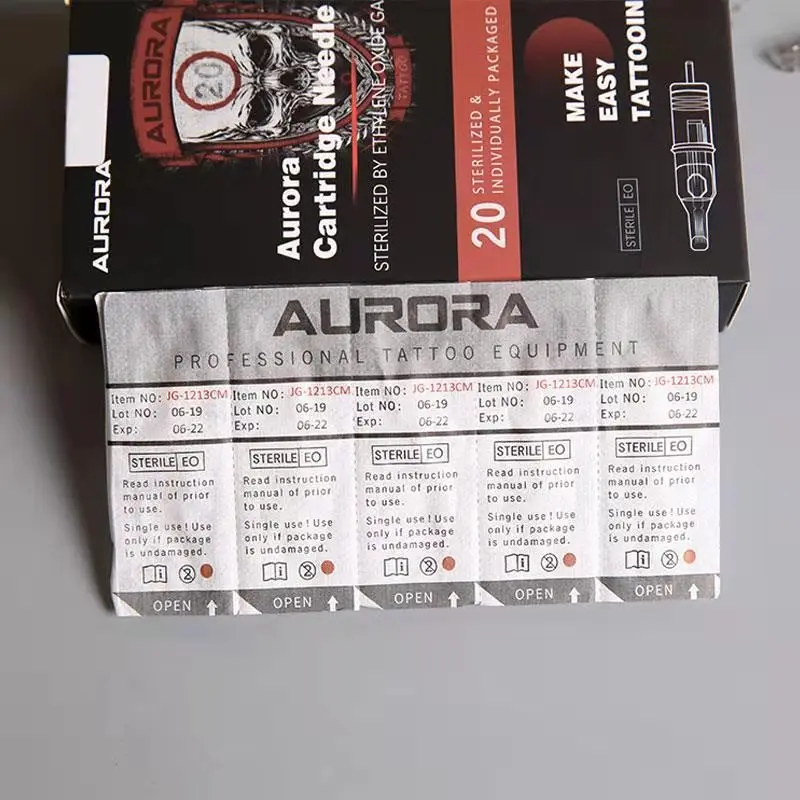 AURORA
AURORA
20
TATTOO
Aurora
Cartridge Needle
STERILIZED BY ETHYLENE OXIDE GA
20 STERILIZED &
INDIVIDUALLY PACKAGED
MAKE
EASY
TATTOOIN
STERILE EO
AURORA
PROFESSIONAL TATTOO EQUIPMENT
Item NO: JG-1213CM
Lot NO: 06-19
Exp: 06-22
STERILE EO
Read instruction
manual of prior
to use.
Single use! Use
only if package
is undamaged.
2
OPEN
Item NO: JG-1213CM
Lot NO: 06-19
Exp: 06-22
STERILE EO
Read instruction
manual of prior
to use.
Single use! Use
only if package
is undamaged.
2
OPEN
Item NO: JG-1213CM
Lot NO: 06-19
Exp: 06-22
STERILE EO
Read instruction
manual of prior
to use.
Single use! Use
only if package
is undamaged.
2
OPEN
Item NO: JG-1213CM
Lot NO: 06-19
Exp: 06-22
STERILE EO
Read instruction
manual of prior
to use.
Single use! Use
only if package
is undamaged.
2
OPEN
Item NO: JG-1213CM
Lot NO: 06-19
Exp: 06-22
STERILE EO
Read instruction
manual of prior
to use.
Single use! Use
only if package
is undamaged.
2
OPEN